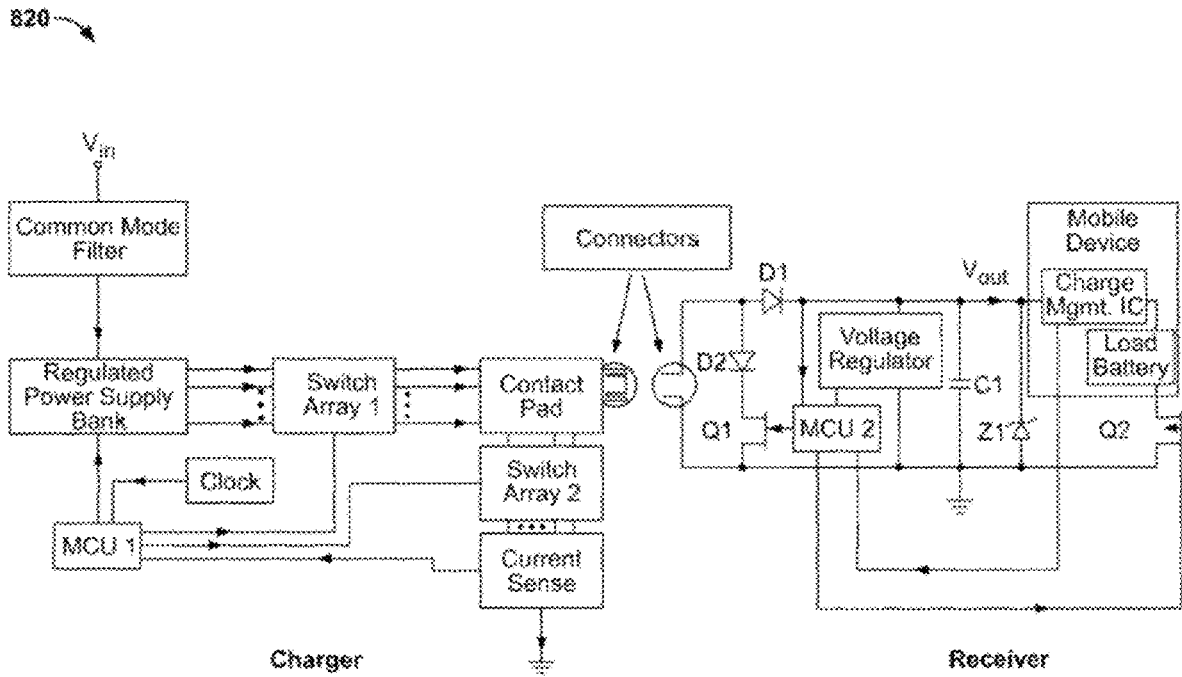 820
Vin
Common Mode
Filter
Connectors
Mobile
Device
D1
Vout
Charge
Mgmt. IC
Regulated
Power Supply
Bank
Switch
Array 1
Contact
Pad
D2
Voltage
Regulator
C1
Load
Battery
Q1
MCU 2
Z1
Q2
Clock
Switch
Array 2
MCU 1
Current
Sense
Charger
Receiver